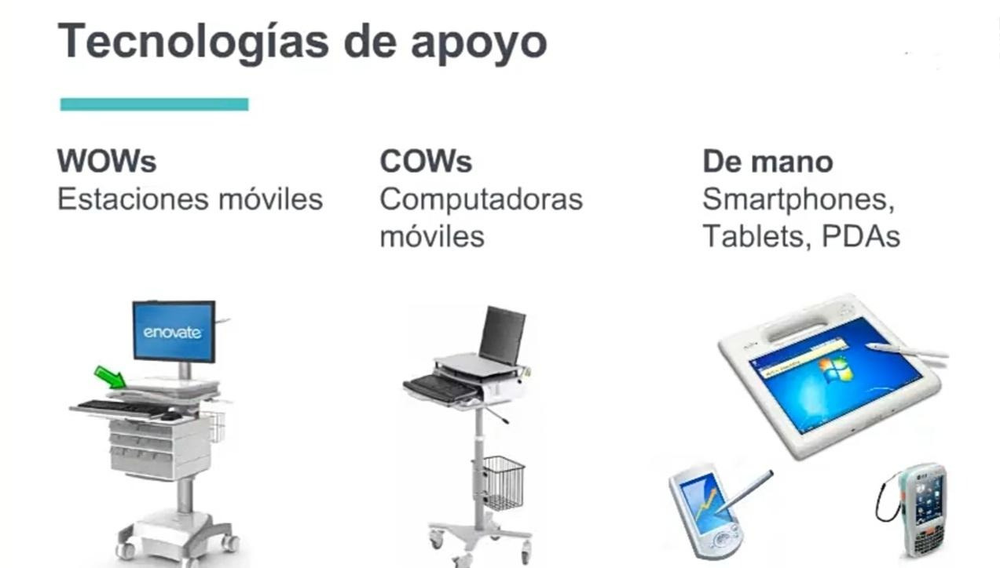 Tecnologías de apoyo
WOWs
Estaciones móviles
COWs
Computadoras
móviles
De mano
Smartphones,
Tablets, PDAs
enovate